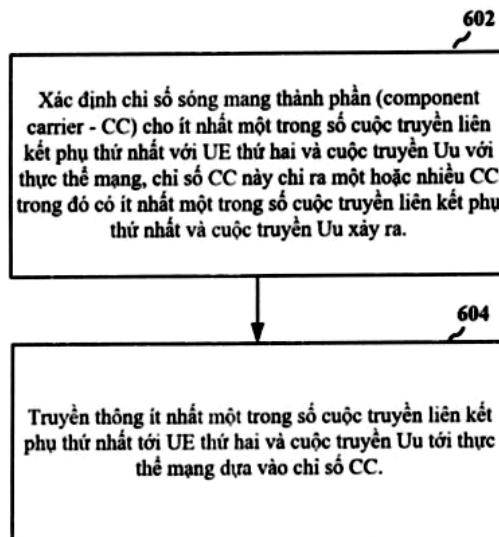 602
Xác định chỉ số sóng mang thành phần (component
carrier - CC) cho ít nhất một trong số cuộc truyền liên
kết phụ thứ nhất với UE thứ hai và cuộc truyền Uu với
thực thể mạng, chỉ số CC này chỉ ra một hoặc nhiều CC
trong đó có ít nhất một trong số cuộc truyền liên kết phụ
thứ nhất và cuộc truyền Uu xảy ra.
604
Truyền thông ít nhất một trong số cuộc truyền liên kết
phụ thứ nhất tới UE thứ hai và cuộc truyền Uu tới thực
thể mạng dựa vào chỉ số CC.